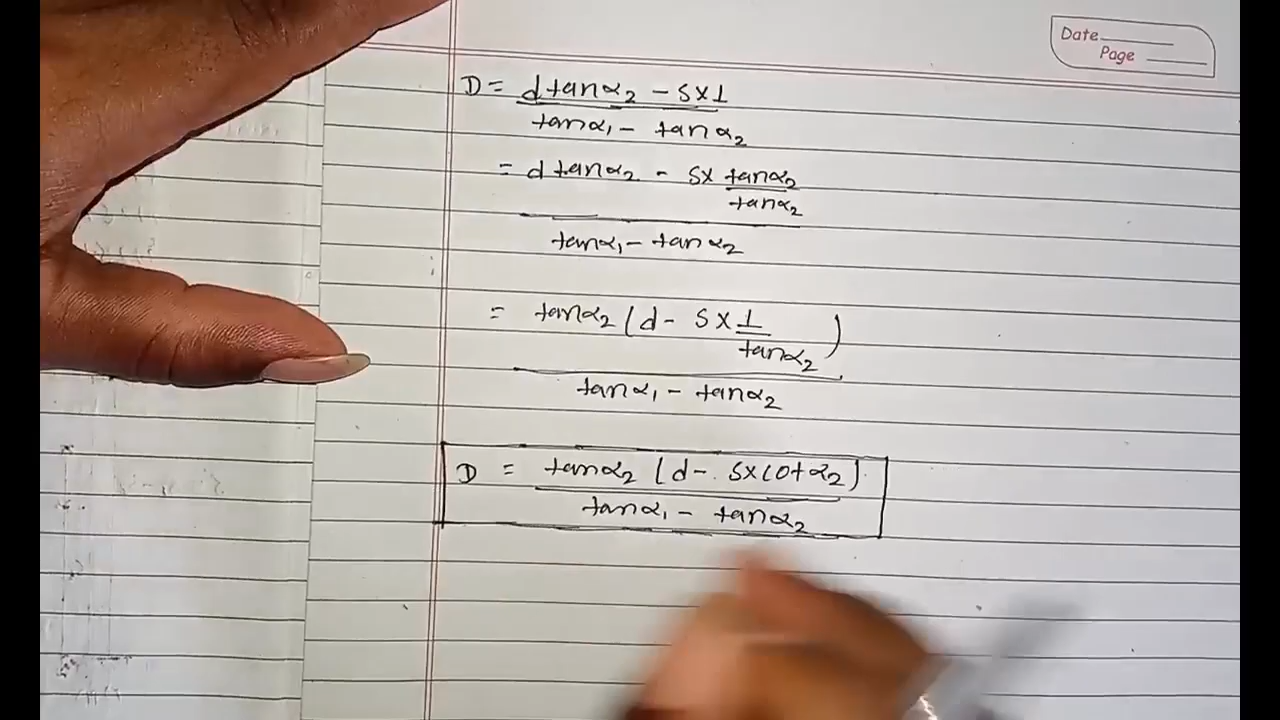 Date
Page
D = d tanα₂ - S×1
tanα₁ - tanα₂
= d tanα₂ - S× tanα₂
tanα₂
tanα₁ - tanα₂
= tanα₂ (d - S × 1
tanα₂ )
tanα₁ - tanα₂
D = tanα₂ (d - S×cotα₂).
tanα₁ - tanα₂